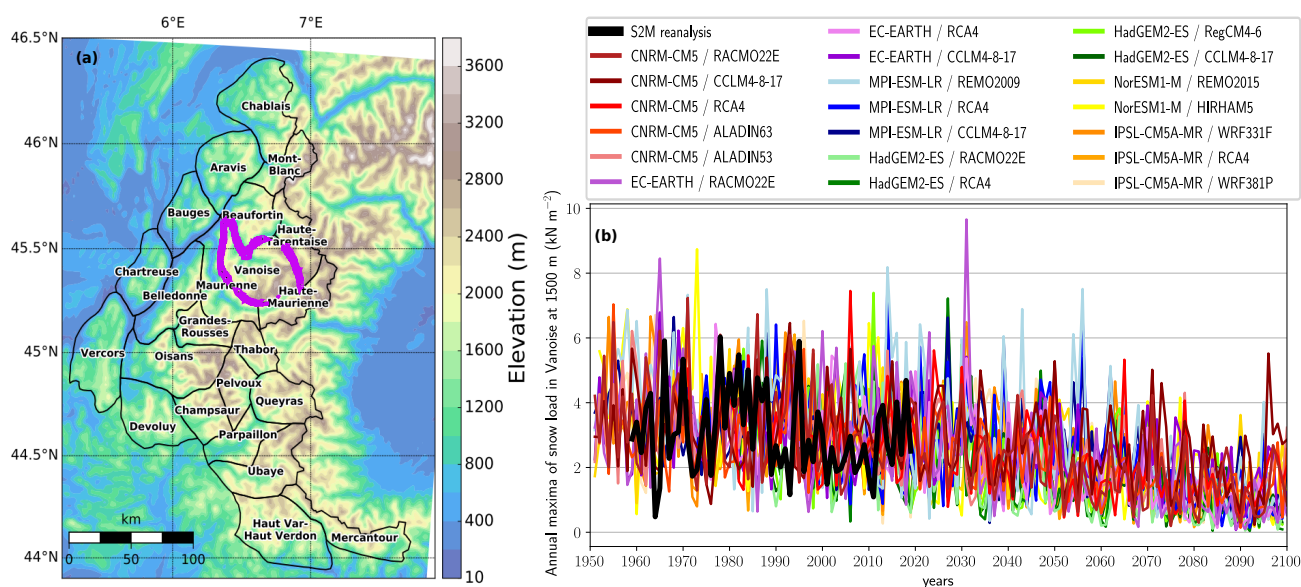 6°E 7°E
46.5°N
46°N
45.5°N
45°N
44.5°N
44°N
(a)
Chablais
Mont-
Blanc
Aravis
Bauges
Beaufortin
Haute-
Tarentaise
Chartreuse
Vanoise
Maurienne
Belledonne
Haute-
Maurienne
Grandes-
Rousses
Vercors
Oisans
Thabor
Pelvoux
Queyras
Champsaur
Devoluy
Parpaillon
Ubaye
Haut Var-
Haut Verdon
Mercantour
km
0 50 100
3600
3200
2800
2400
2000
1600
1200
800
400
10
Elevation (m)
S2M reanalysis
CNRM-CM5 / RACMO22E
CNRM-CM5 / CCLM4-8-17
CNRM-CM5 / RCA4
CNRM-CM5 / ALADIN63
CNRM-CM5 / ALADIN53
EC-EARTH / RACMO22E
EC-EARTH / RCA4
EC-EARTH / CCLM4-8-17
MPI-ESM-LR / REMO2009
MPI-ESM-LR / RCA4
MPI-ESM-LR / CCLM4-8-17
HadGEM2-ES / RACMO22E
HadGEM2-ES / RCA4
HadGEM2-ES / RegCM4-6
HadGEM2-ES / CCLM4-8-17
NorESM1-M / REMO2015
NorESM1-M / HIRHAM5
IPSL-CM5A-MR / WRF331F
IPSL-CM5A-MR / RCA4
IPSL-CM5A-MR / WRF381P
(b)
Annual maxima of snow load in Vanoise at 1500 m (kN m⁻²)
10
8
6
4
2
0
1950 1960 1970 1980 1990 2000 2010 2020 2030 2040 2050 2060 2070 2080 2090 2100
years